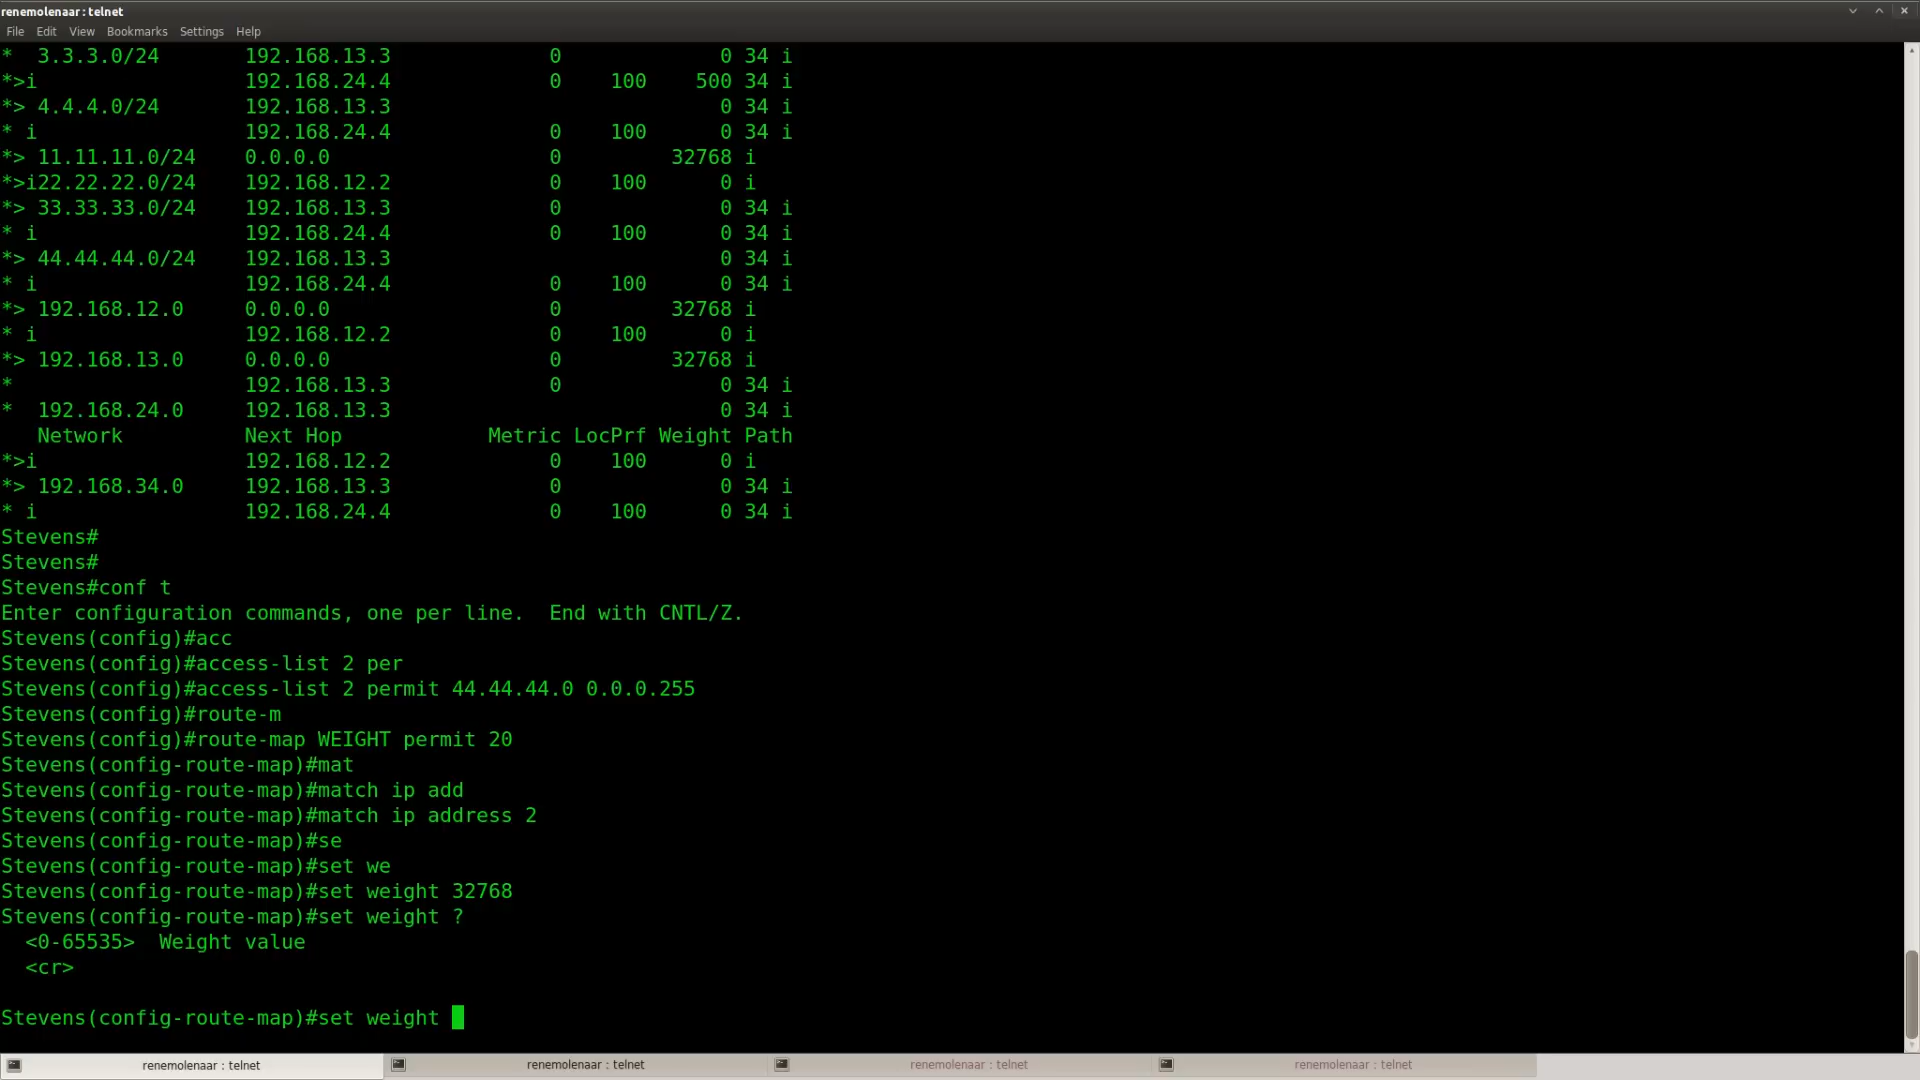 renemolenaar : telnet
File Edit View Bookmarks Settings Help
*  3.3.3.0/24       192.168.13.3             0             0 34 i
*>i                 192.168.24.4             0    100    500 34 i
*> 4.4.4.0/24       192.168.13.3                           0 34 i
* i                 192.168.24.4             0    100      0 34 i
*> 11.11.11.0/24    0.0.0.0                  0         32768 i
*>i22.22.22.0/24    192.168.12.2             0    100      0 i
*> 33.33.33.0/24    192.168.13.3             0             0 34 i
* i                 192.168.24.4             0    100      0 34 i
*> 44.44.44.0/24    192.168.13.3                           0 34 i
* i                 192.168.24.4             0    100      0 34 i
*> 192.168.12.0     0.0.0.0                  0         32768 i
* i                 192.168.12.2             0    100      0 i
*> 192.168.13.0     0.0.0.0                  0         32768 i
*                   192.168.13.3             0             0 34 i
*  192.168.24.0     192.168.13.3                           0 34 i
   Network          Next Hop            Metric LocPrf Weight Path
*>i                 192.168.12.2             0    100      0 i
*> 192.168.34.0     192.168.13.3             0             0 34 i
* i                 192.168.24.4             0    100      0 34 i
Stevens#
Stevens#
Stevens#conf t
Enter configuration commands, one per line.  End with CNTL/Z.
Stevens(config)#acc
Stevens(config)#access-list 2 per
Stevens(config)#access-list 2 permit 44.44.44.0 0.0.0.255
Stevens(config)#route-m
Stevens(config)#route-map WEIGHT permit 20
Stevens(config-route-map)#mat
Stevens(config-route-map)#match ip add
Stevens(config-route-map)#match ip address 2
Stevens(config-route-map)#se
Stevens(config-route-map)#set we
Stevens(config-route-map)#set weight 32768
Stevens(config-route-map)#set weight ?
  <0-65535>  Weight value
  <cr>
Stevens(config-route-map)#set weight
renemolenaar : telnet renemolenaar : telnet renemolenaar : telnet renemolenaar : telnet